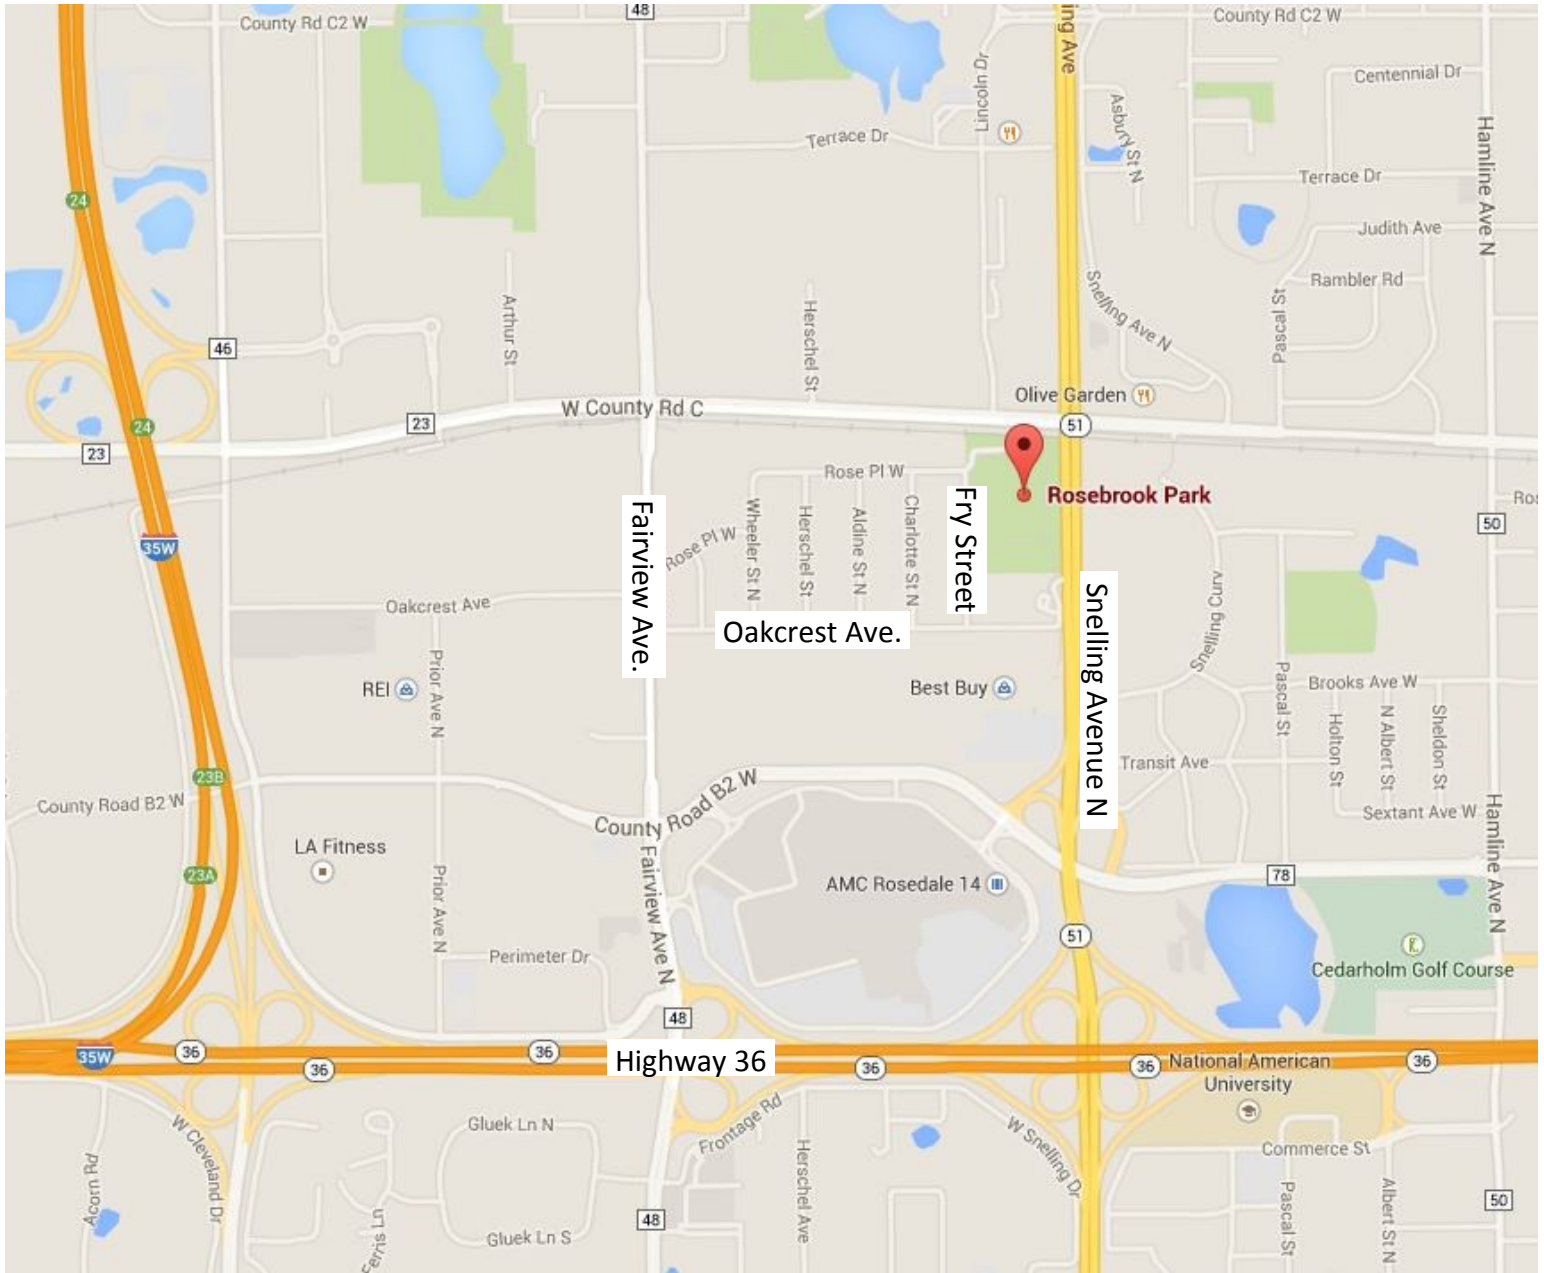 County Rd C2 W
48
ing Ave
County Rd C2 W
Centennial Dr
Lincoln Dr
Terrace Dr
Asbury St N
Hamline Ave N
Terrace Dr
24
Judith Ave
Rambler Rd
Arthur St
Herschel St
Snelling Ave N
Pascal St
46
Olive Garden
W County Rd C
23
51
24
23
Rose Pl W
Rosebrook Park
Ros
50
Fairview Ave.
Rose Pl W
Wheeler St N
Herschel St
Aldine St N
Charlotte St N
Fry Street
35W
Snelling Avenue N
Snelling Curv
Oakcrest Ave
Oakcrest Ave.
REI
Prior Ave N
Best Buy
Pascal St
Brooks Ave W
Holton St
N Albert St
Sheldon St
Transit Ave
23B
County Road B2 W
County Road B2 W
Sextant Ave W
Hamline Ave N
LA Fitness
23A
Fairview Ave N
AMC Rosedale 14
78
Prior Ave N
51
Perimeter Dr
Cedarholm Golf Course
48
35W
36
36
36
Highway 36
36
36
National American
University
36
W Cleveland Dr
Gluek Ln N
Frontage Rd
W Snelling Dr
Commerce St
Acorn Rd
Ferris Ln
Herschel Ave
Pascal St
Albert St N
50
48
Gluek Ln S